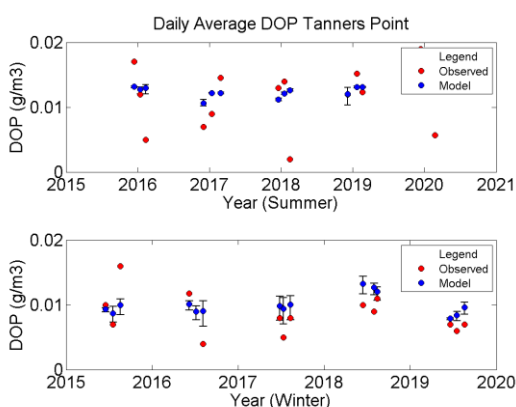 Daily Average DOP Tanners Point
0.02
0.01
0
DOP (g/m3)
Legend
Observed
Model
2015 2016 2017 2018 2019 2020 2021
Year (Summer)
0.02
0.01
0
DOP (g/m3)
Legend
Observed
Model
2015 2016 2017 2018 2019 2020
Year (Winter)